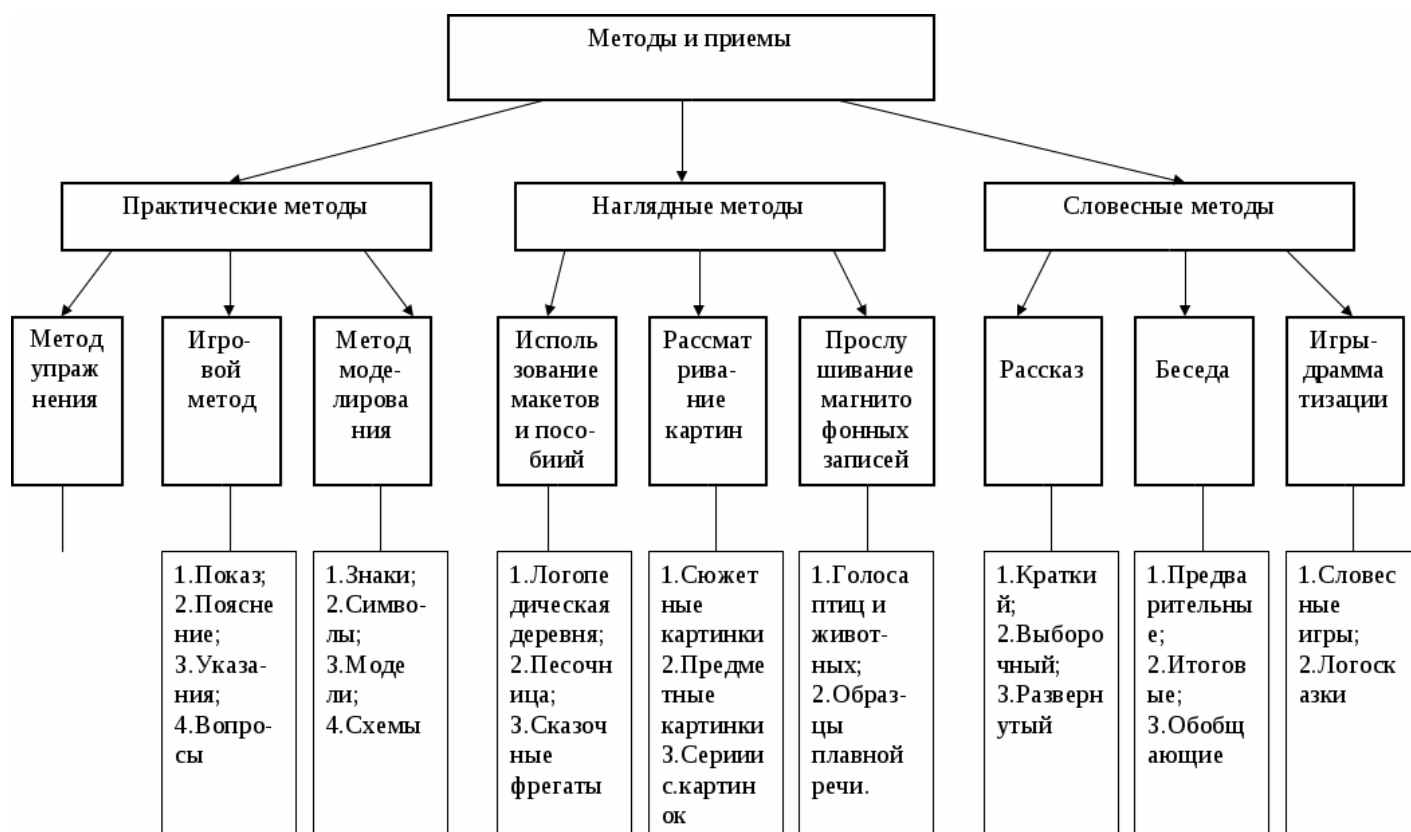 Методы и приемы
Практические методы
Наглядные методы
Словесные методы
Метод
упраж
нения
Игро-
вой
метод
Метод
моде-
лирова
ния
Исполь
зование
макетов
и посо-
биий
Рассмат
рива-
ние
картин
Прослу
шивание
магнито
фонных
записей
Рассказ
Беседа
Игры-
драмма
тизации
1.Показ;
2.Поясне
ние;
3.Указа-
ния;
4.Вопро-
сы
1.Знаки;
2.Симво-
лы;
3.Моде
ли;
4.Схемы
1.Логопе
дическая
деревня;
2.Песоч
ница;
3.Сказоч
ные
фрегаты
1.Сюжет
ные
картинки
2.Предме
тные
картинки
3.Сериии
с.картин
ок
1.Голоса
птиц и
живот-
ных;
2.Образ-
цы
плавной
речи.
1.Кратки
й;
2.Выборо
чный;
3.Разверн
утый
1.Предва
рительны
е;
2.Итогов
ые;
3.Обобщ
ающие
1.Словес
ные
игры;
2.Логоск
азки